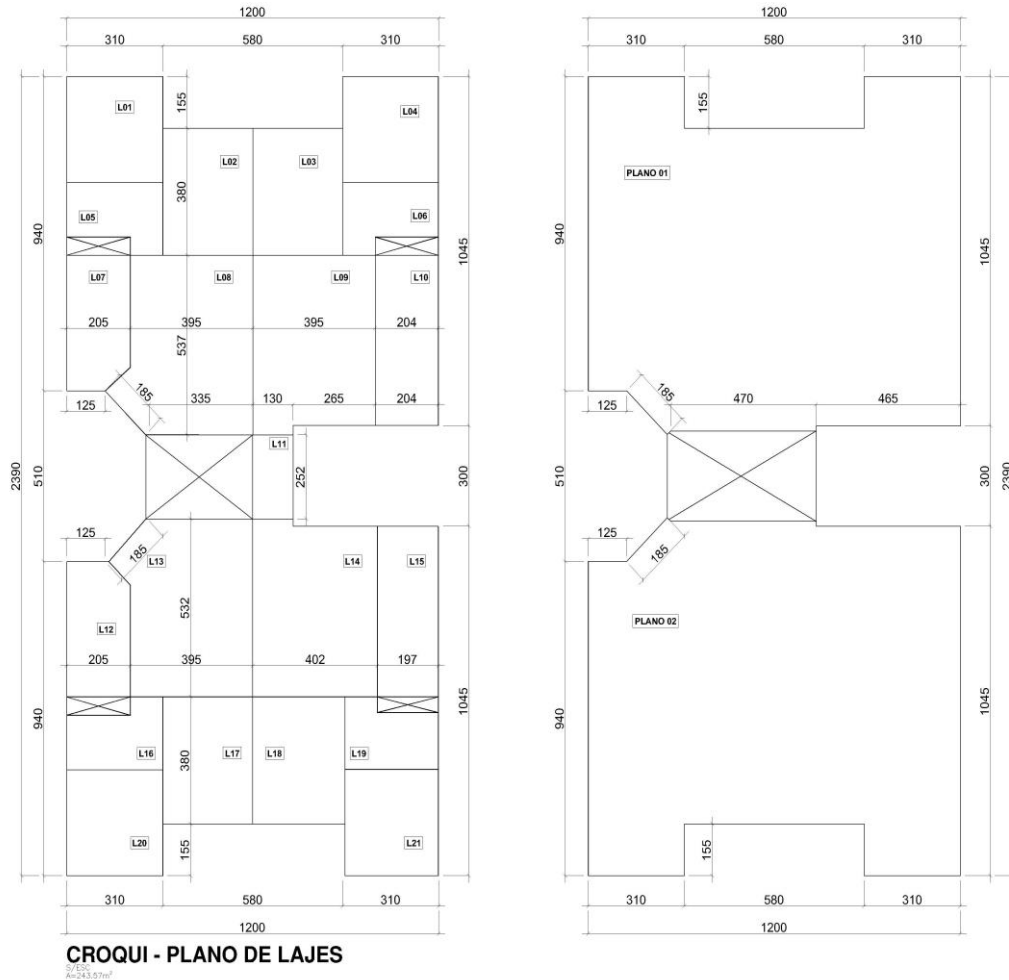 1200
1200
310 580 310
310 580 310
L01
155
L04
155
L02
L03
PLANO 01
380
L05
L06
940
1045
940
1045
L07
L08
L09
L10
205 395 395 204
537
185
335 130 265 204
125
185
470 465
125
L11
2390
510
252
300
510
300
2390
125
185
L13
L14
L15
125
185
532
L12
PLANO 02
205 395 402 197
940
1045
940
1045
L16
L17
L18
L19
380
L20
L21
155
155
310 580 310
310 580 310
1200
1200
CROQUI - PLANO DE LAJES
S/ESC
A=243.57m²